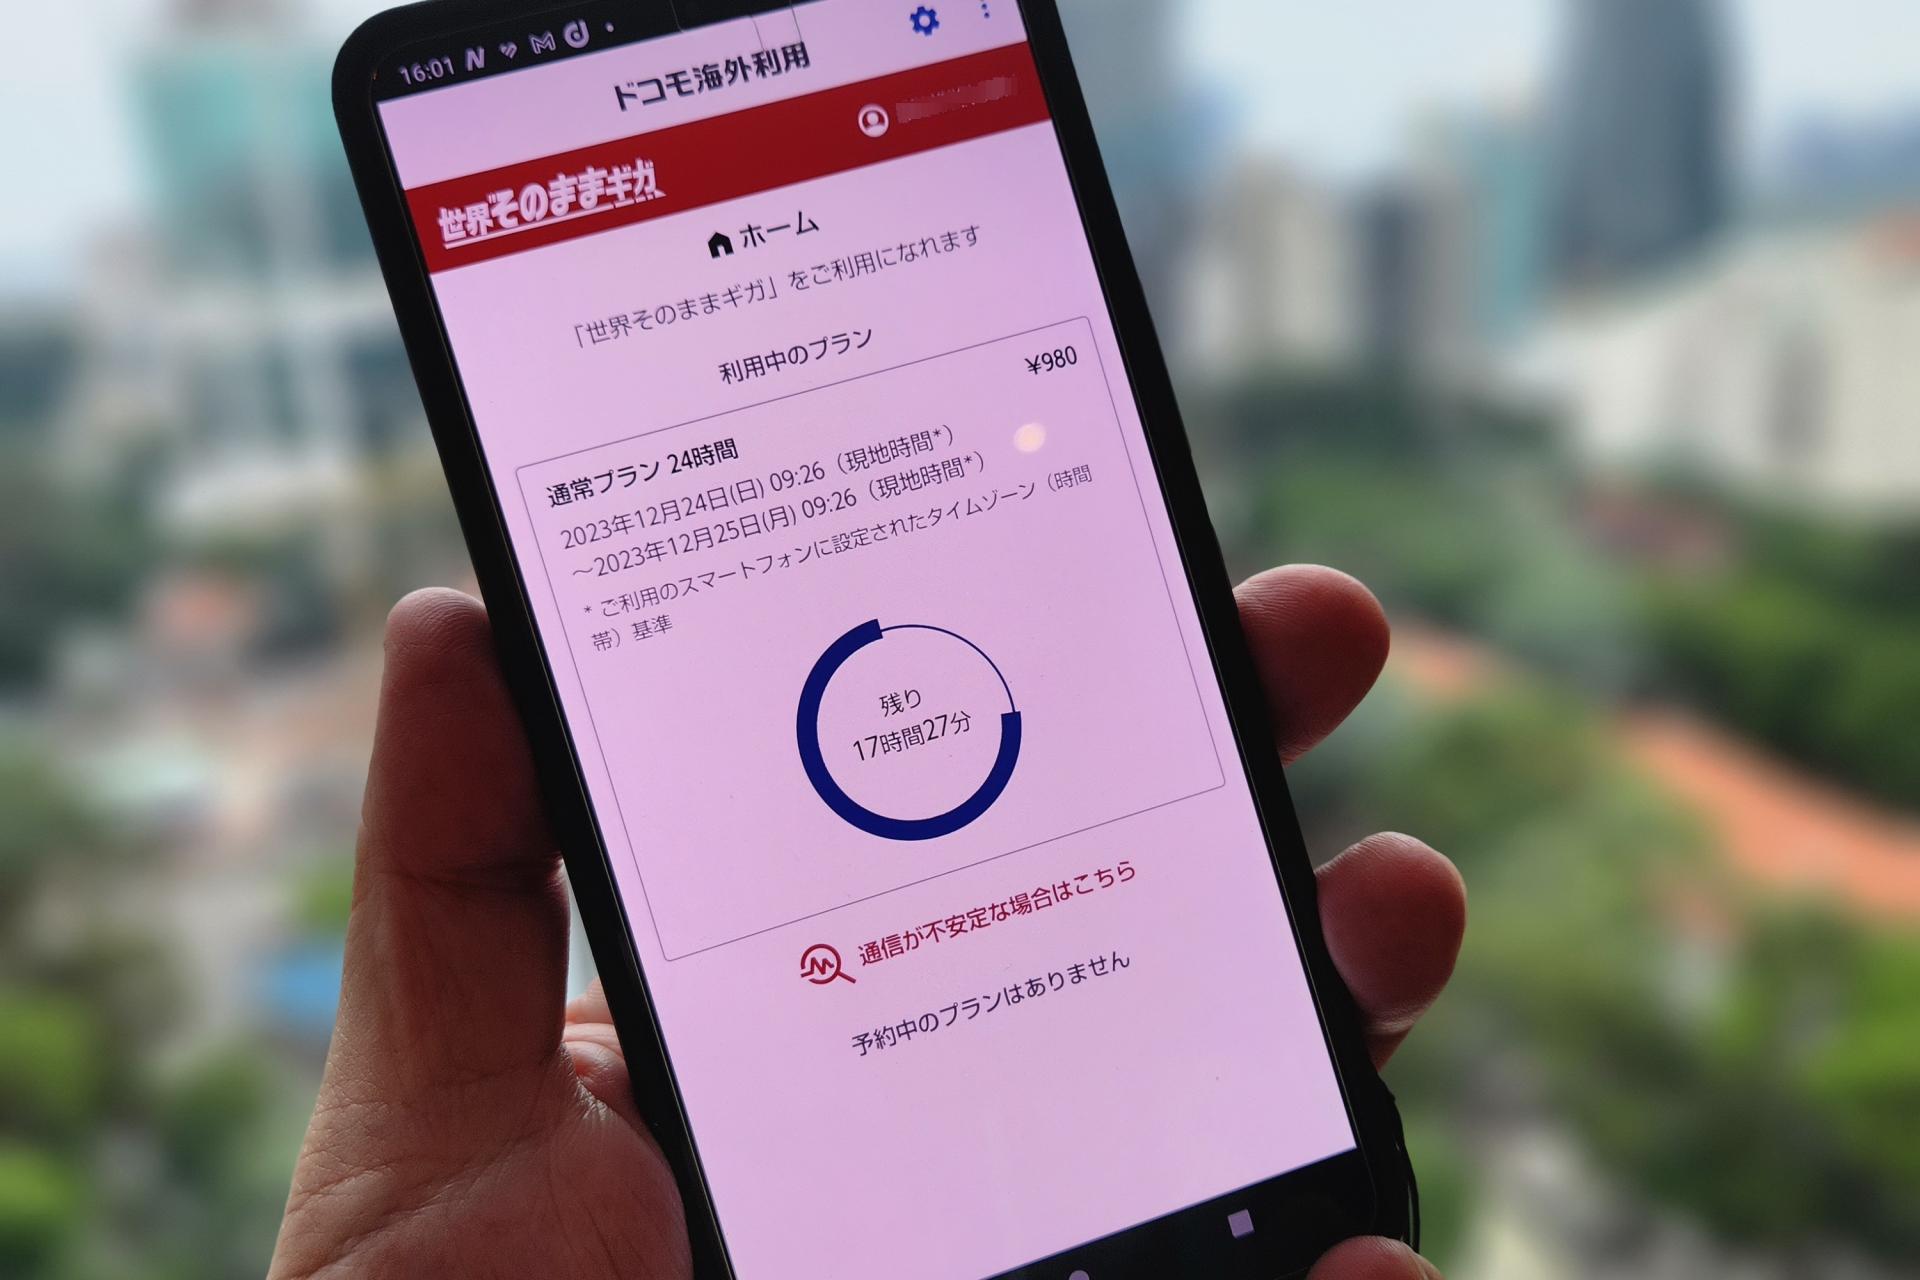 16:01
ドコモ海外利用
世界そのままギガ
ホーム
「世界そのままギガ」をご利用になれます
利用中のプラン
¥980
通常プラン 24時間
2023年12月24日(日) 09:26（現地時間*）
～2023年12月25日(月) 09:26（現地時間*）
* ご利用のスマートフォンに設定されたタイムゾーン（時間
帯）基準
残り
17時間27分
通信が不安定な場合はこちら
予約中のプランはありません